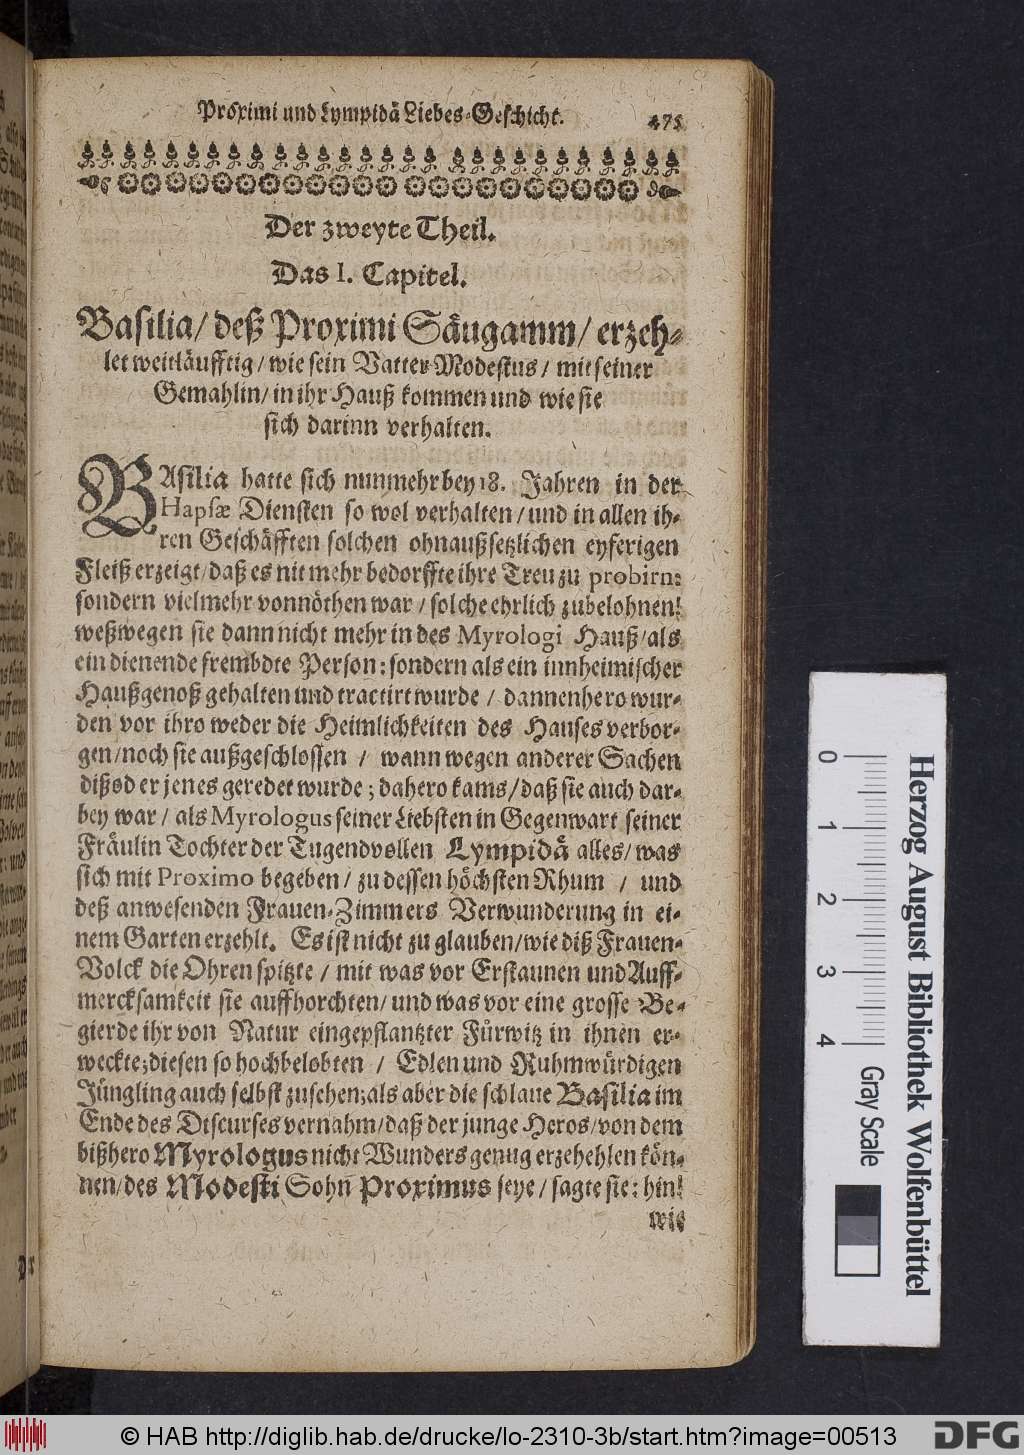 Proximi und Lympidâ Liebes-Geschicht. 475
Der zweyte Theil.
Das I. Capitel.
Basilia/ deß Proximi Säugamm/ erzeh-
let weitläufftig/ wie sein Vatter Modestus/ mit seiner
Gemahlin/ in ihr Hauß kommen und wie sie
sich darinn verhalten.
BAsilia hatte sich nunmehr bey 18. Jahren in der
Hapsæ Diensten so wol verhalten/ und in allen ih-
ren Geschäfften solchen ohnaußsetzlichen eyferigen
Fleiß erzeigt/ daß es nit mehr bedorffte ihre Treu zu probirn:
sondern vielmehr vonnöthen war/ solche ehrlich zubelohnen!
weßwegen sie dann nicht mehr in des Myrologi Hauß/ als
ein dienende frembdte Person: sondern als ein innheimischer
Haußgenoß gehalten und tractirt wurde/ dannenhero wur-
den vor ihro weder die Heimlichkeiten des Hauses verbor-
gen/ noch sie außgeschlossen / wann wegen anderer Sachen
diß od er jenes geredet wurde; dahero kams/ daß sie auch dar-
bey war/ als Myrologus seiner Liebsten in Gegenwart seiner
Fräulin Tochter der Tugendvollen Lympidâ alles/ was
sich mit Proximo begeben/ zu dessen höchsten Rhum / und
deß anwesenden Frauen-Zimmers Verwunderung in ei-
nem Garten erzehlt. Es ist nicht zu glauben/ wie diß Frauen-
Volck die Ohren spitzte/ mit was vor Erstaunen und Auff-
mercksamkeit sie auffhorchten/ und was vor eine grosse Be-
gierde ihr von Natur eingepflantzter Fürwitz in ihnen er-
weckte; diesen so hochbelobten / Edlen und Ruhmwürdigen
Jüngling auch selbst zusehen; als aber die schlaue Basilia im
Ende des Discurses vernahm/ daß der junge Heros/ von dem
bißhero Myrologus nicht Wunders genug erzehehlen kön-
nen/ des Modesti Sohn Proximus seye/ sagte sie: hin!
wie
0 1 2 3 4
Gray Scale
Herzog August Bibliothek Wolfenbüttel
© HAB http://diglib.hab.de/drucke/lo-2310-3b/start.htm?image=00513
DFG